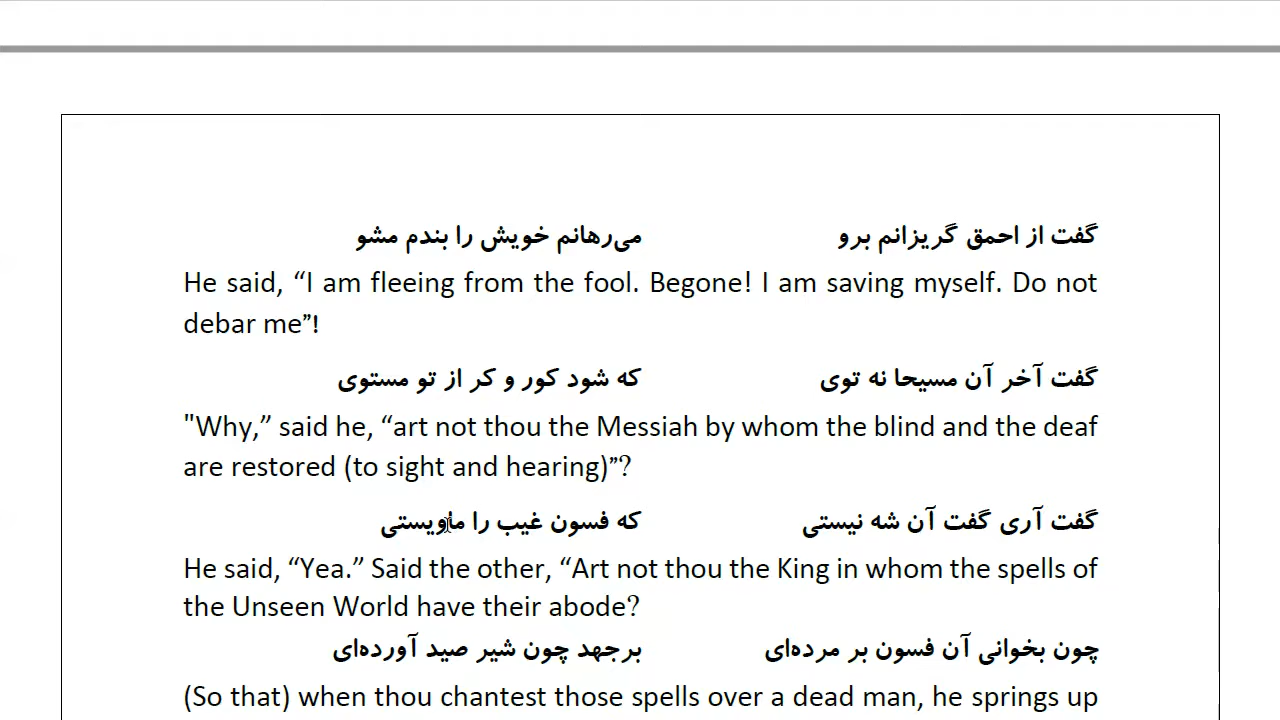 گفت از احمق گریزانم برو می‌رهانم خویش را بندم مشو
He said, “I am fleeing from the fool. Begone! I am saving myself. Do not
debar me”!
گفت آخر آن مسیحا نه توی که شود کور و کر از تو مستوی
"Why,” said he, “art not thou the Messiah by whom the blind and the deaf
are restored (to sight and hearing)”?
گفت آری گفت آن شه نیستی که فسون غیب را ماویستی
He said, “Yea.” Said the other, “Art not thou the King in whom the spells of
the Unseen World have their abode?
چون بخوانی آن فسون بر مرده‌ای برجهد چون شیر صید آورده‌ای
(So that) when thou chantest those spells over a dead man, he springs up